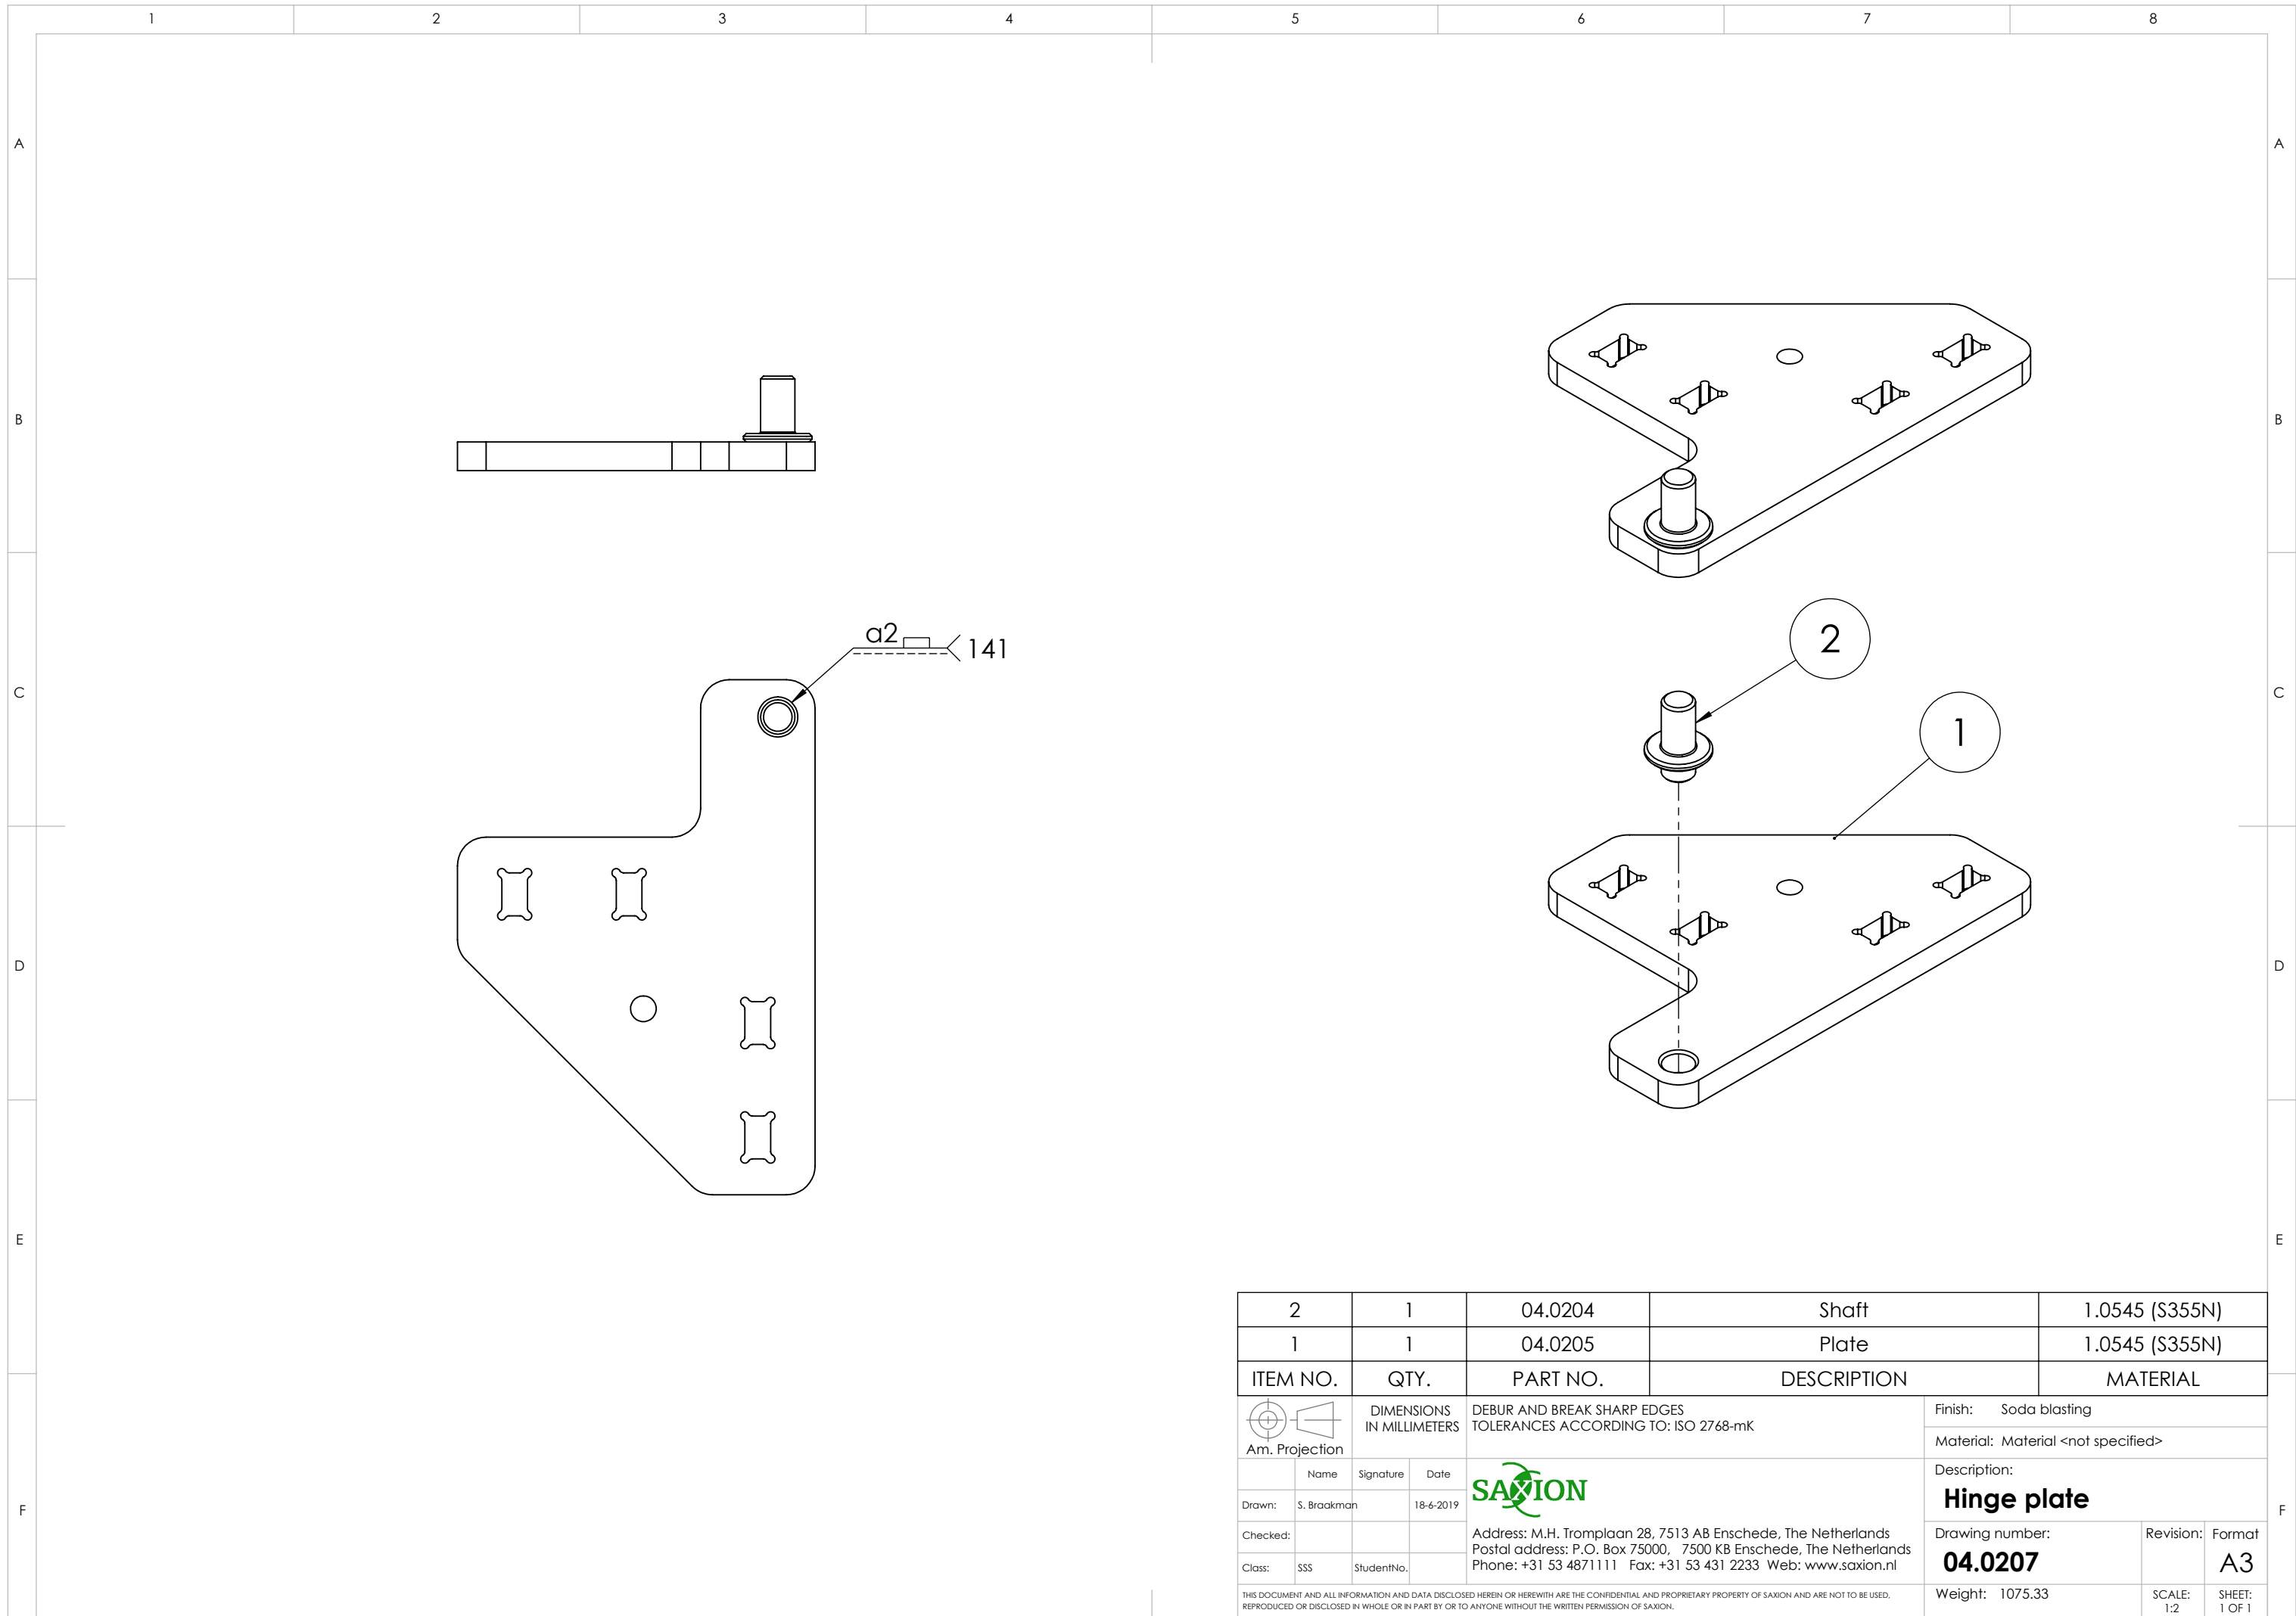 1 2 3 4 5 6 7 8
A A
B B
a2 141
2
C C
1
D D
E E
2 1 04.0204 Shaft 1.0545 (S355N)
1 1 04.0205 Plate 1.0545 (S355N)
ITEM NO. QTY. PART NO. DESCRIPTION MATERIAL
DIMENSIONS
IN MILLIMETERS
Am. Projection
DEBUR AND BREAK SHARP EDGES
TOLERANCES ACCORDING TO: ISO 2768-mK
Finish: Soda blasting
Material: Material <not specified>
Name Signature Date
Drawn: S. Braakman 18-6-2019
Checked:
Class: SSS StudentNo.
SAXION
Address: M.H. Tromplaan 28, 7513 AB Enschede, The Netherlands
Postal address: P.O. Box 75000, 7500 KB Enschede, The Netherlands
Phone: +31 53 4871111 Fax: +31 53 431 2233 Web: www.saxion.nl
Description:
Hinge plate
F F
Drawing number: Revision: Format
04.0207 A3
Weight: 1075.33 SCALE: SHEET:
1:2 1 OF 1
THIS DOCUMENT AND ALL INFORMATION AND DATA DISCLOSED HEREIN OR HEREWITH ARE THE CONFIDENTIAL AND PROPRIETARY PROPERTY OF SAXION AND ARE NOT TO BE USED,
REPRODUCED OR DISCLOSED IN WHOLE OR IN PART BY OR TO ANYONE WITHOUT THE WRITTEN PERMISSION OF SAXION.